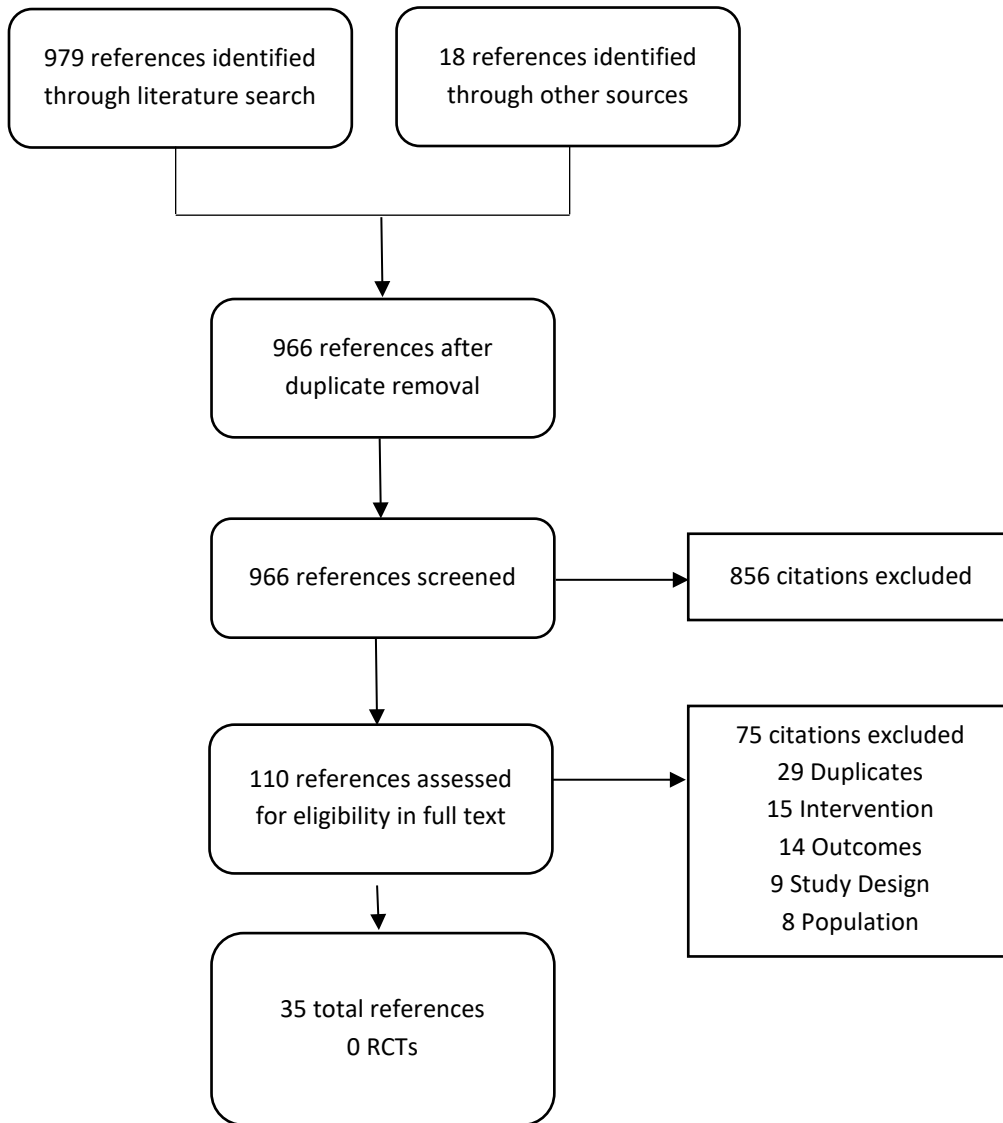 979 references identified
through literature search
18 references identified
through other sources
966 references after
duplicate removal
966 references screened
856 citations excluded
110 references assessed
for eligibility in full text
75 citations excluded
29 Duplicates
15 Intervention
14 Outcomes
9 Study Design
8 Population
35 total references
0 RCTs